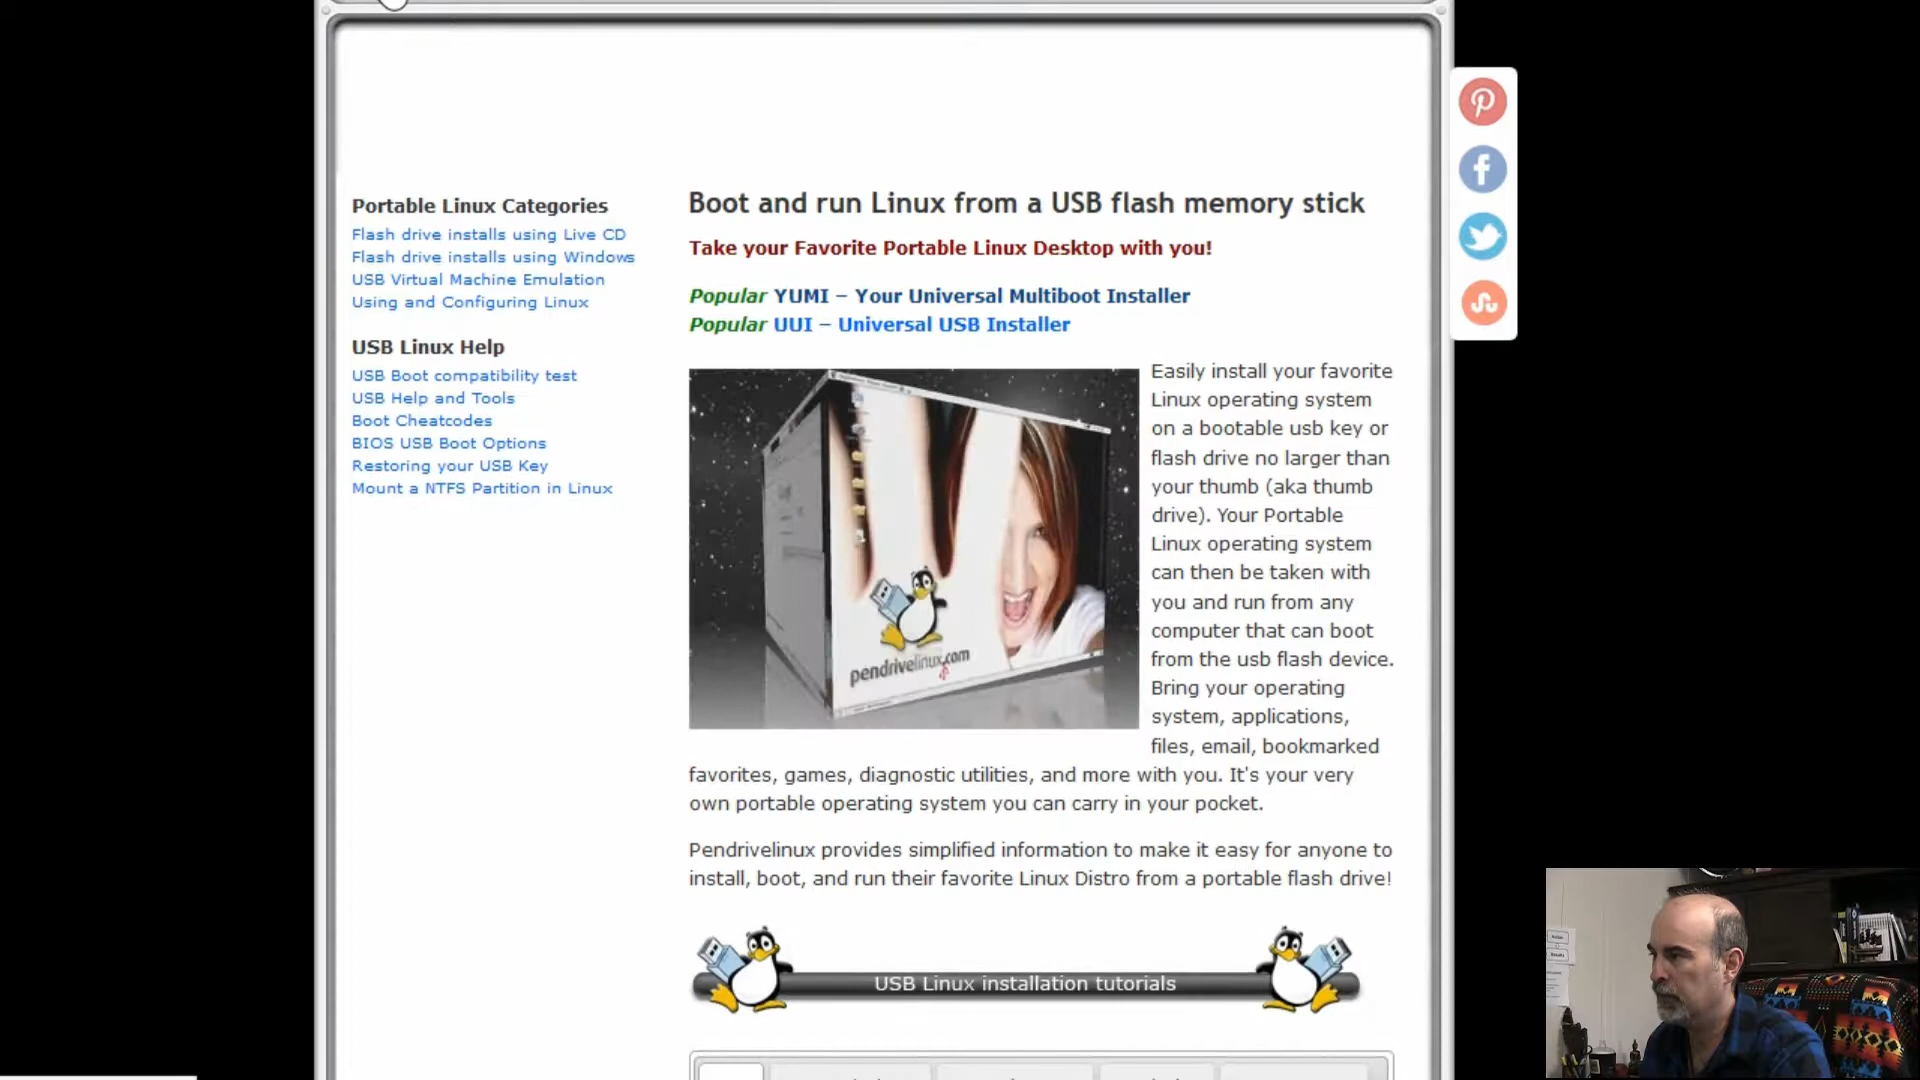 Portable Linux Categories
Flash drive installs using Live CD
Flash drive installs using Windows
USB Virtual Machine Emulation
Using and Configuring Linux
USB Linux Help
USB Boot compatibility test
USB Help and Tools
Boot Cheatcodes
BIOS USB Boot Options
Restoring your USB Key
Mount a NTFS Partition in Linux
Boot and run Linux from a USB flash memory stick
Take your Favorite Portable Linux Desktop with you!
Popular YUMI – Your Universal Multiboot Installer
Popular UUI – Universal USB Installer
pendrivelinux.com
Easily install your favorite
Linux operating system
on a bootable usb key or
flash drive no larger than
your thumb (aka thumb
drive). Your Portable
Linux operating system
can then be taken with
you and run from any
computer that can boot
from the usb flash device.
Bring your operating
system, applications,
files, email, bookmarked
favorites, games, diagnostic utilities, and more with you. It's your very
own portable operating system you can carry in your pocket.
Pendrivelinux provides simplified information to make it easy for anyone to
install, boot, and run their favorite Linux Distro from a portable flash drive!
USB Linux installation tutorials